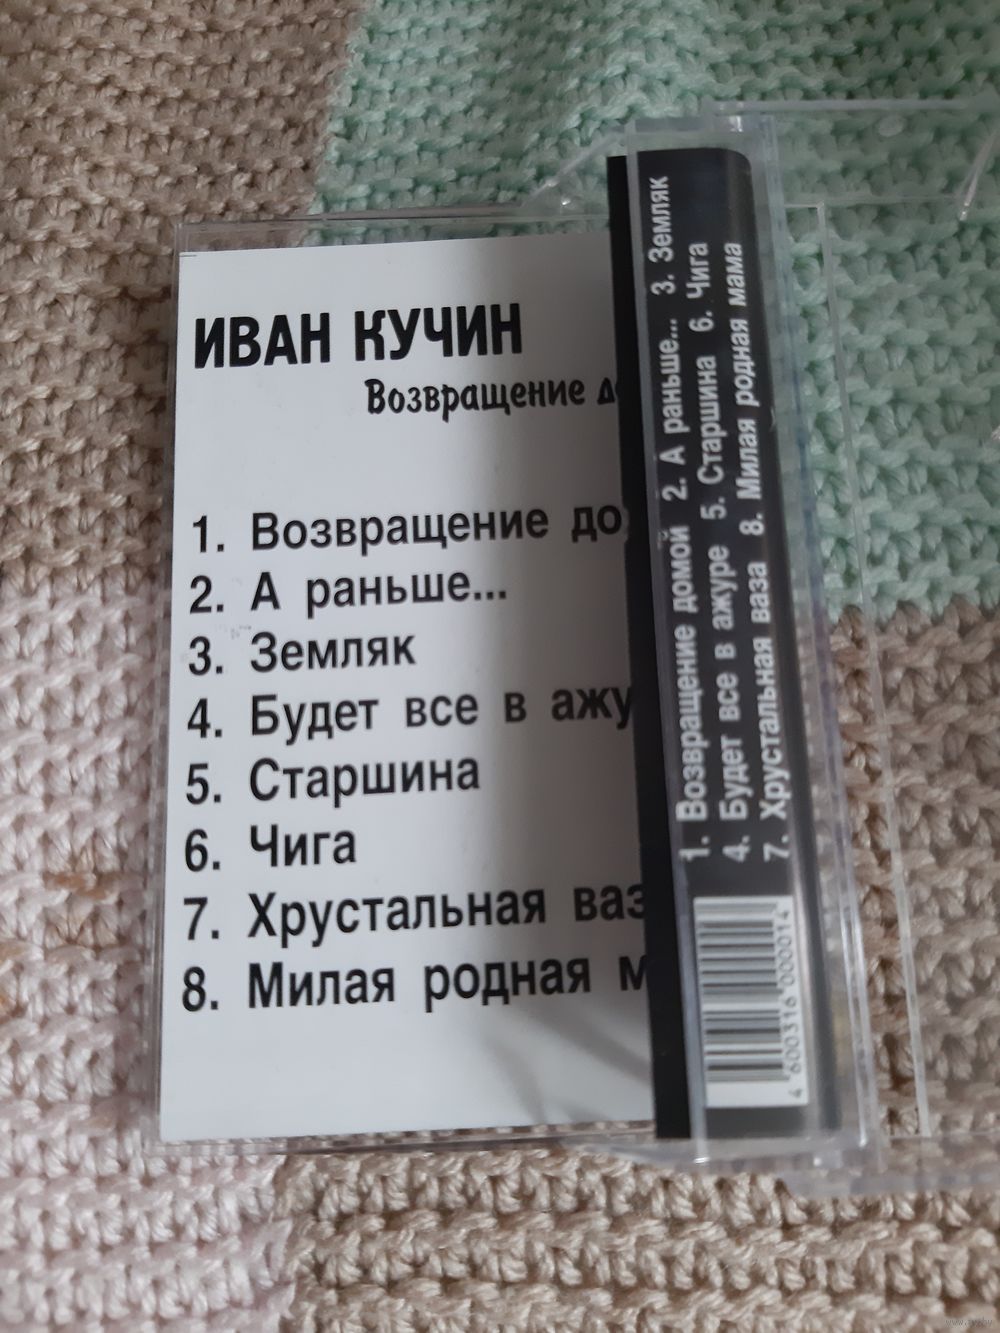 ИВАН КУЧИН
Возвращение до
1. Возвращение до
2. А раньше...
3. Земляк
4. Будет все в ажу
5. Старшина
6. Чига
7. Хрустальная ваз
8. Милая родная м
1. Возвращение домой 2. А раньше... 3. Земляк
4. Будет все в ажуре 5. Старшина 6. Чига
7. Хрустальная ваза 8. Милая родная мама
4 600316 000014